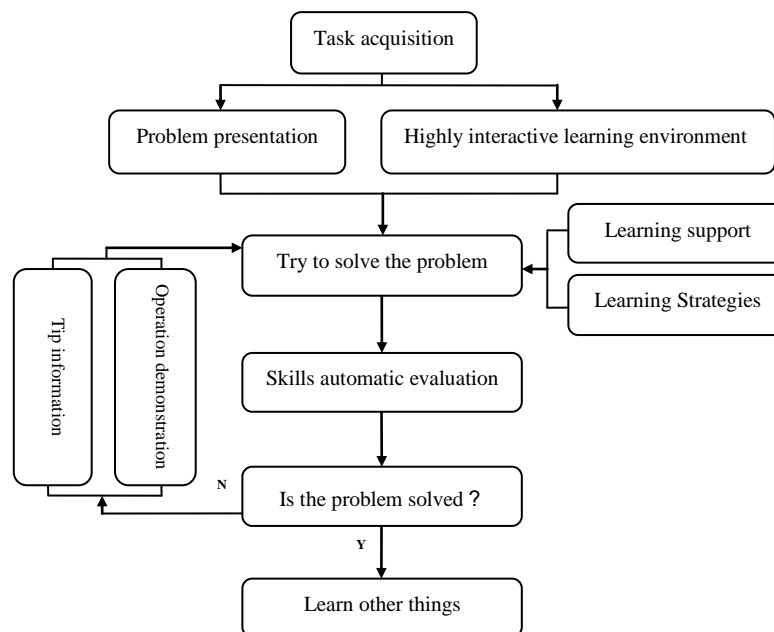 Task acquisition
Problem presentation
Highly interactive learning environment
Try to solve the problem
Learning support
Learning Strategies
Tip information
Operation demonstration
Skills automatic evaluation
N
Is the problem solved？
Y
Learn other things